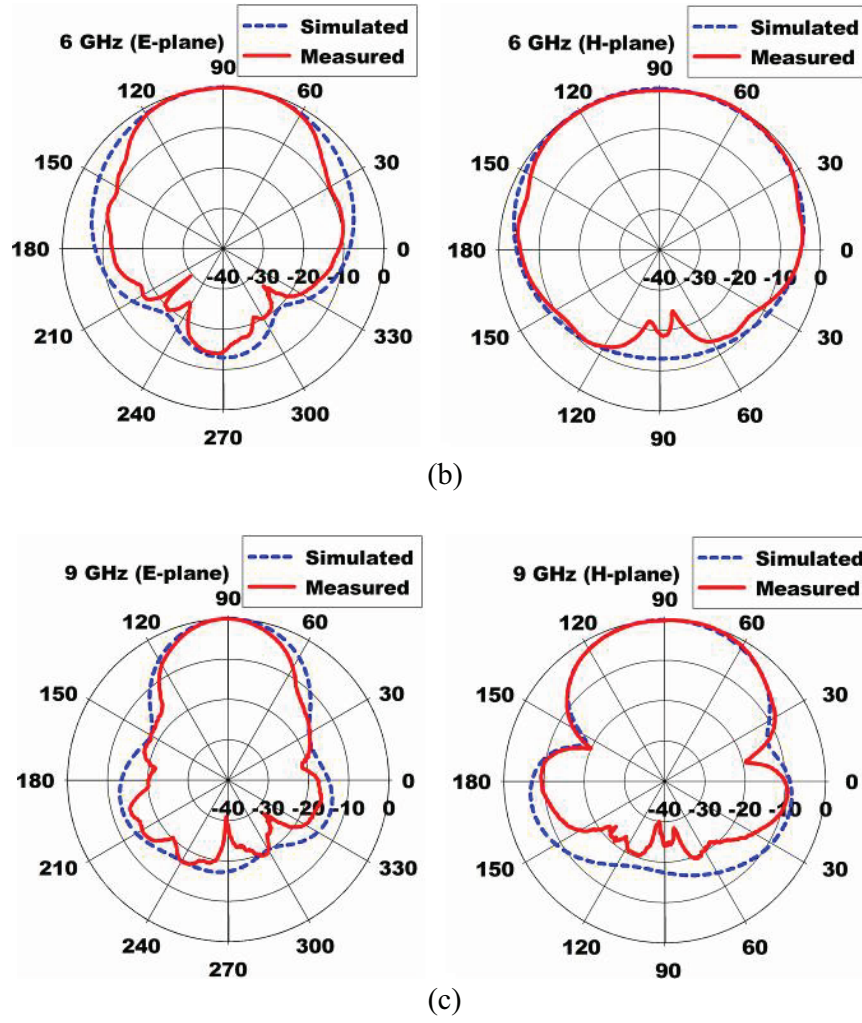 Simulated
Measured
6 GHz (E-plane)
90
120 60
150 30
180 0
-40 -30 -20 -10 0
210 330
240 300
270
Simulated
Measured
6 GHz (H-plane)
90
120 60
150 30
180 0
-40 -30 -20 -10 0
150 30
120 60
90
(b)
Simulated
Measured
9 GHz (E-plane)
90
120 60
150 30
180 0
-40 -30 -20 -10 0
210 330
240 300
270
Simulated
Measured
9 GHz (H-plane)
90
120 60
150 30
180 0
-40 -30 -20 -10 0
150 30
120 60
90
(c)